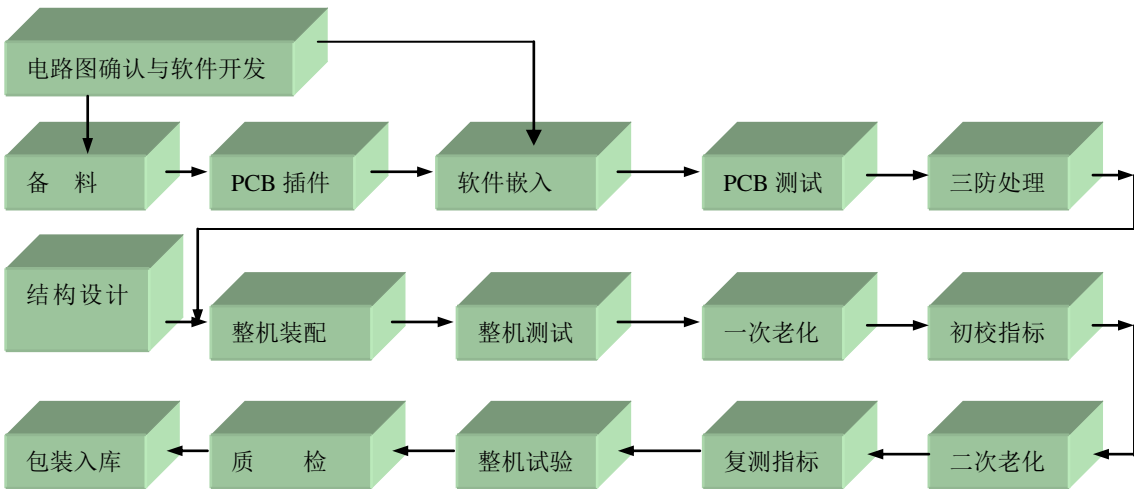 电路图确认与软件开发
备 料
PCB 插件
软件嵌入
PCB 测试
三防处理
结构设计
整机装配
整机测试
一次老化
初校指标
包装入库
质 检
整机试验
复测指标
二次老化